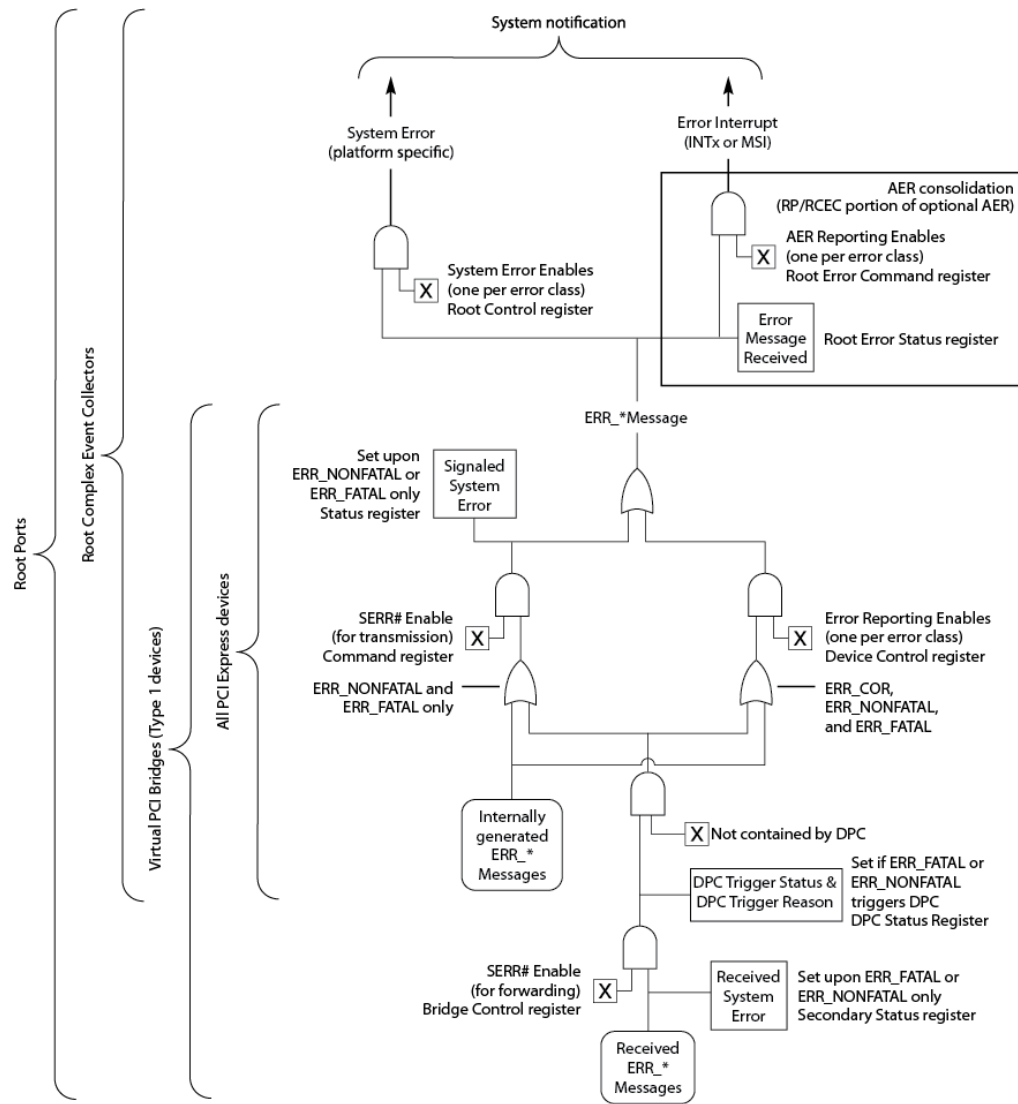 System notification
System Error
(platform specific)
Error Interrupt
(INTx or MSI)
AER consolidation
(RP/RCEC portion of optional AER)
X
System Error Enables
(one per error class)
Root Control register
X
AER Reporting Enables
(one per error class)
Root Error Command register
Error
Message
Received
Root Error Status register
ERR_*Message
Set upon
ERR_NONFATAL or
ERR_FATAL only
Status register
Signaled
System
Error
SERR# Enable
(for transmission)
Command register
X
X
Error Reporting Enables
(one per error class)
Device Control register
ERR_NONFATAL and
ERR_FATAL only
ERR_COR,
ERR_NONFATAL,
and ERR_FATAL
Internally
generated
ERR_*
Messages
X
Not contained by DPC
DPC Trigger Status &
DPC Trigger Reason
Set if ERR_FATAL or
ERR_NONFATAL
triggers DPC
DPC Status Register
SERR# Enable
(for forwarding)
Bridge Control register
X
Received
System
Error
Set upon ERR_FATAL or
ERR_NONFATAL only
Secondary Status register
Received
ERR_*
Messages
Root Ports
Root Complex Event Collectors
Virtual PCI Bridges (Type 1 devices)
All PCI Express devices